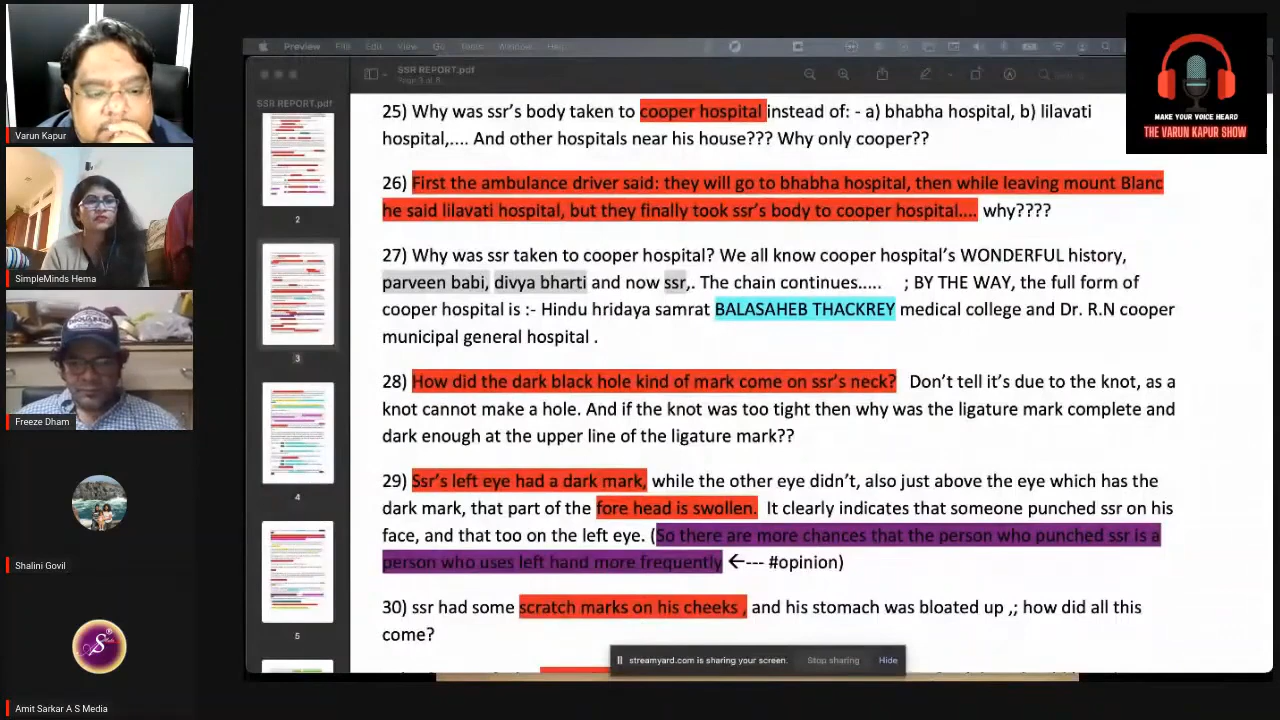 Varun Kapur
SimpleMinds Hema
Freeze Dham
Shalini Govil
Amit Sarkar A S Media
Preview File Edit View Go Tools Window Help
SSR REPORT.pdf
SSR REPORT.pdf
2
3
4
5
25) Why was ssr's body taken to cooper hospital instead of: - a) bhabha hospital, b) lilavati
hospital,.... And other hospitals near his house??? Why only cooper??
26) First the ambulance driver said: they will go to bhabha hospital, then while leaving mount Blanc
he said lilavati hospital, but they finally took ssr's body to cooper hospital.... why????
27) Why was ssr taken to cooper hospital? We all know cooper hospital's WONDERFUL history,
parveen babi, divya bharti and now ssr,. The chain continues..... ; BY THE WAY, the full form of
cooper hospital is :- Hindu hridaya samrat BALASAHEB THACKREY medical college and Dr. R.N cooper
municipal general hospital .
28) How did the dark black hole kind of mark come on ssr's neck? Don't tell it's due to the knot, as a
knot cannot make a hole. And if the knot was too tight then why was the ligature mark complete and
dark enough at the upper line of the ligature mark??
29) Ssr's left eye had a dark mark, while the other eye didn't, also just above the eye which has the
dark mark, that part of the fore head is swollen. It clearly indicates that someone punched ssr on his
face, and that too on the left eye. (So there r more chances that the person who punched ssr is a
person who uses left hand more frequently) <--- #opinion)
30) ssr had some scratch marks on his cheeks , and his stomach was bloated up ,; how did all this
come?
streamyard.com is sharing your screen. Stop sharing Hide
MAKE YOUR VOICE HEARD
THE VARUN KAPUR SHOW